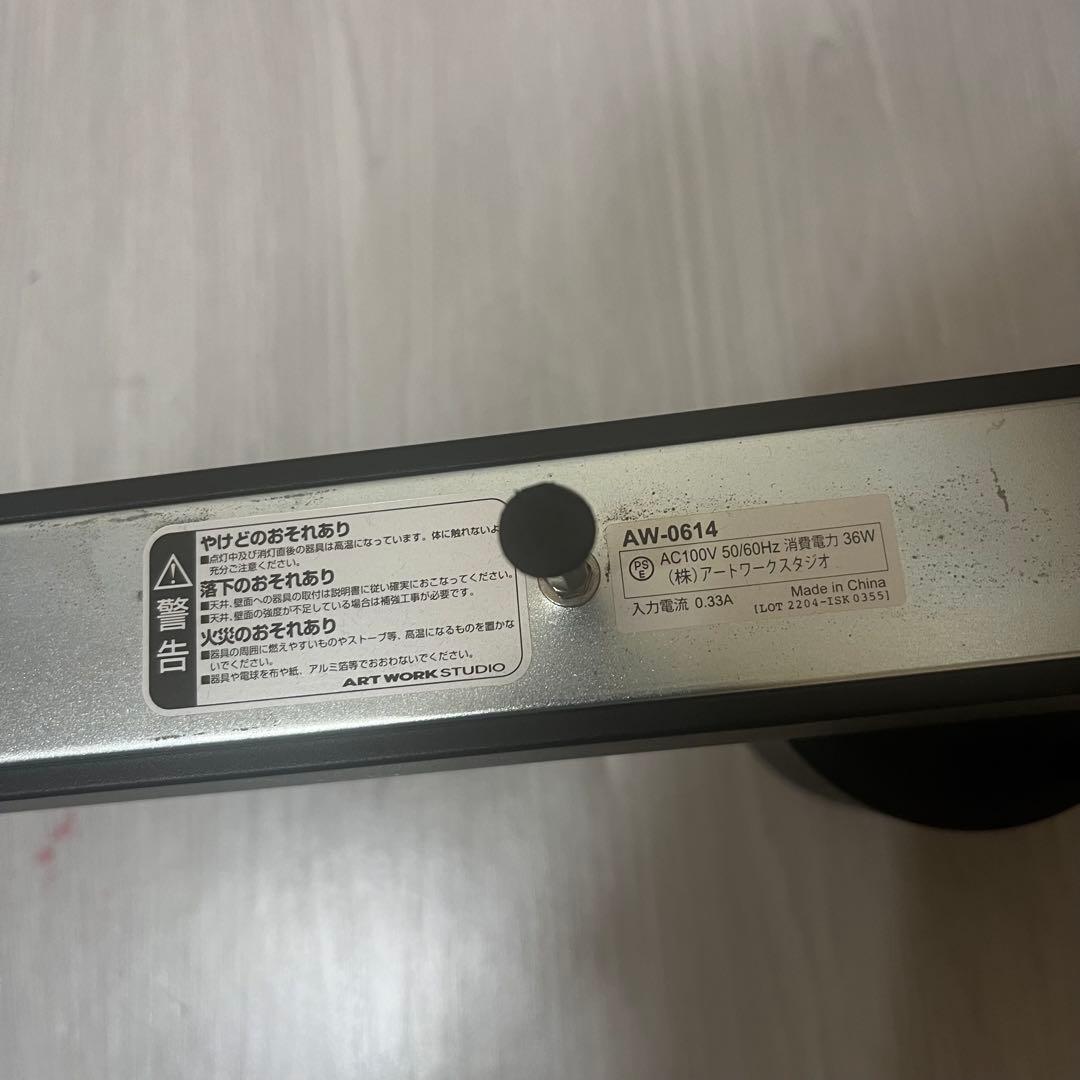 警告
やけどのおそれあり
■点灯中及び消灯直後の器具は高温になっています。体に触れないよ
充分ご注意ください。
落下のおそれあり
■天井、壁面への器具の取付は説明書に従い確実におこなってください。
■天井、壁面の強度が不足している場合は補強工事が必要です。
火災のおそれあり
■器具の周囲に燃えやすいものやストーブ等、高温になるものを置かな
いでください。
■器具や電球を布や紙、アルミ箔等でおおわないでください。
ART WORK STUDIO
AW-0614
PSE AC100V 50/60Hz 消費電力 36W
(株)アートワークスタジオ
Made in China
入力電流 0.33A
[LOT 2204-ISK 0355]